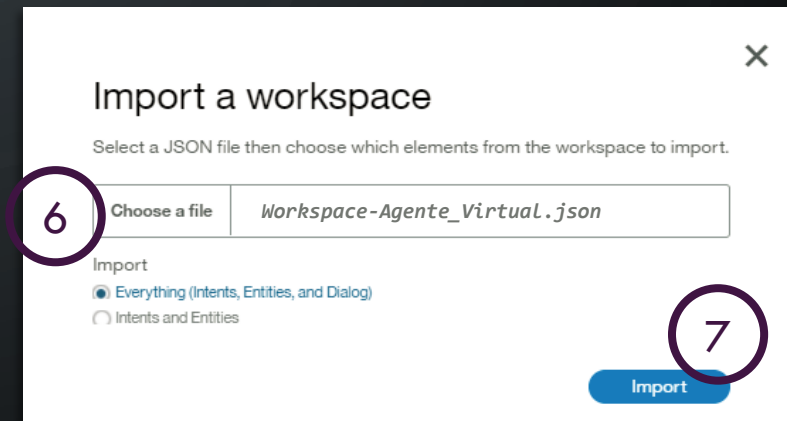 Import a workspace
Select a JSON file then choose which elements from the workspace to import.
6
Choose a file Workspace-Agente_Virtual.json
Import
Everything (Intents, Entities, and Dialog)
Intents and Entities
7
Import